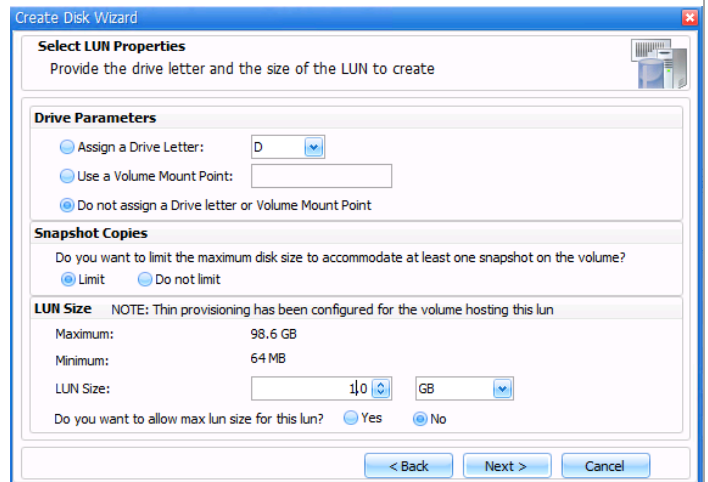 Create Disk Wizard
Select LUN Properties
Provide the drive letter and the size of the LUN to create
Drive Parameters
Assign a Drive Letter: D
Use a Volume Mount Point:
Do not assign a Drive letter or Volume Mount Point
Snapshot Copies
Do you want to limit the maximum disk size to accommodate at least one snapshot on the volume?
Limit Do not limit
LUN Size NOTE: Thin provisioning has been configured for the volume hosting this lun
Maximum: 98.6 GB
Minimum: 64 MB
LUN Size: 1.0 GB
Do you want to allow max lun size for this lun? Yes No
< Back Next > Cancel